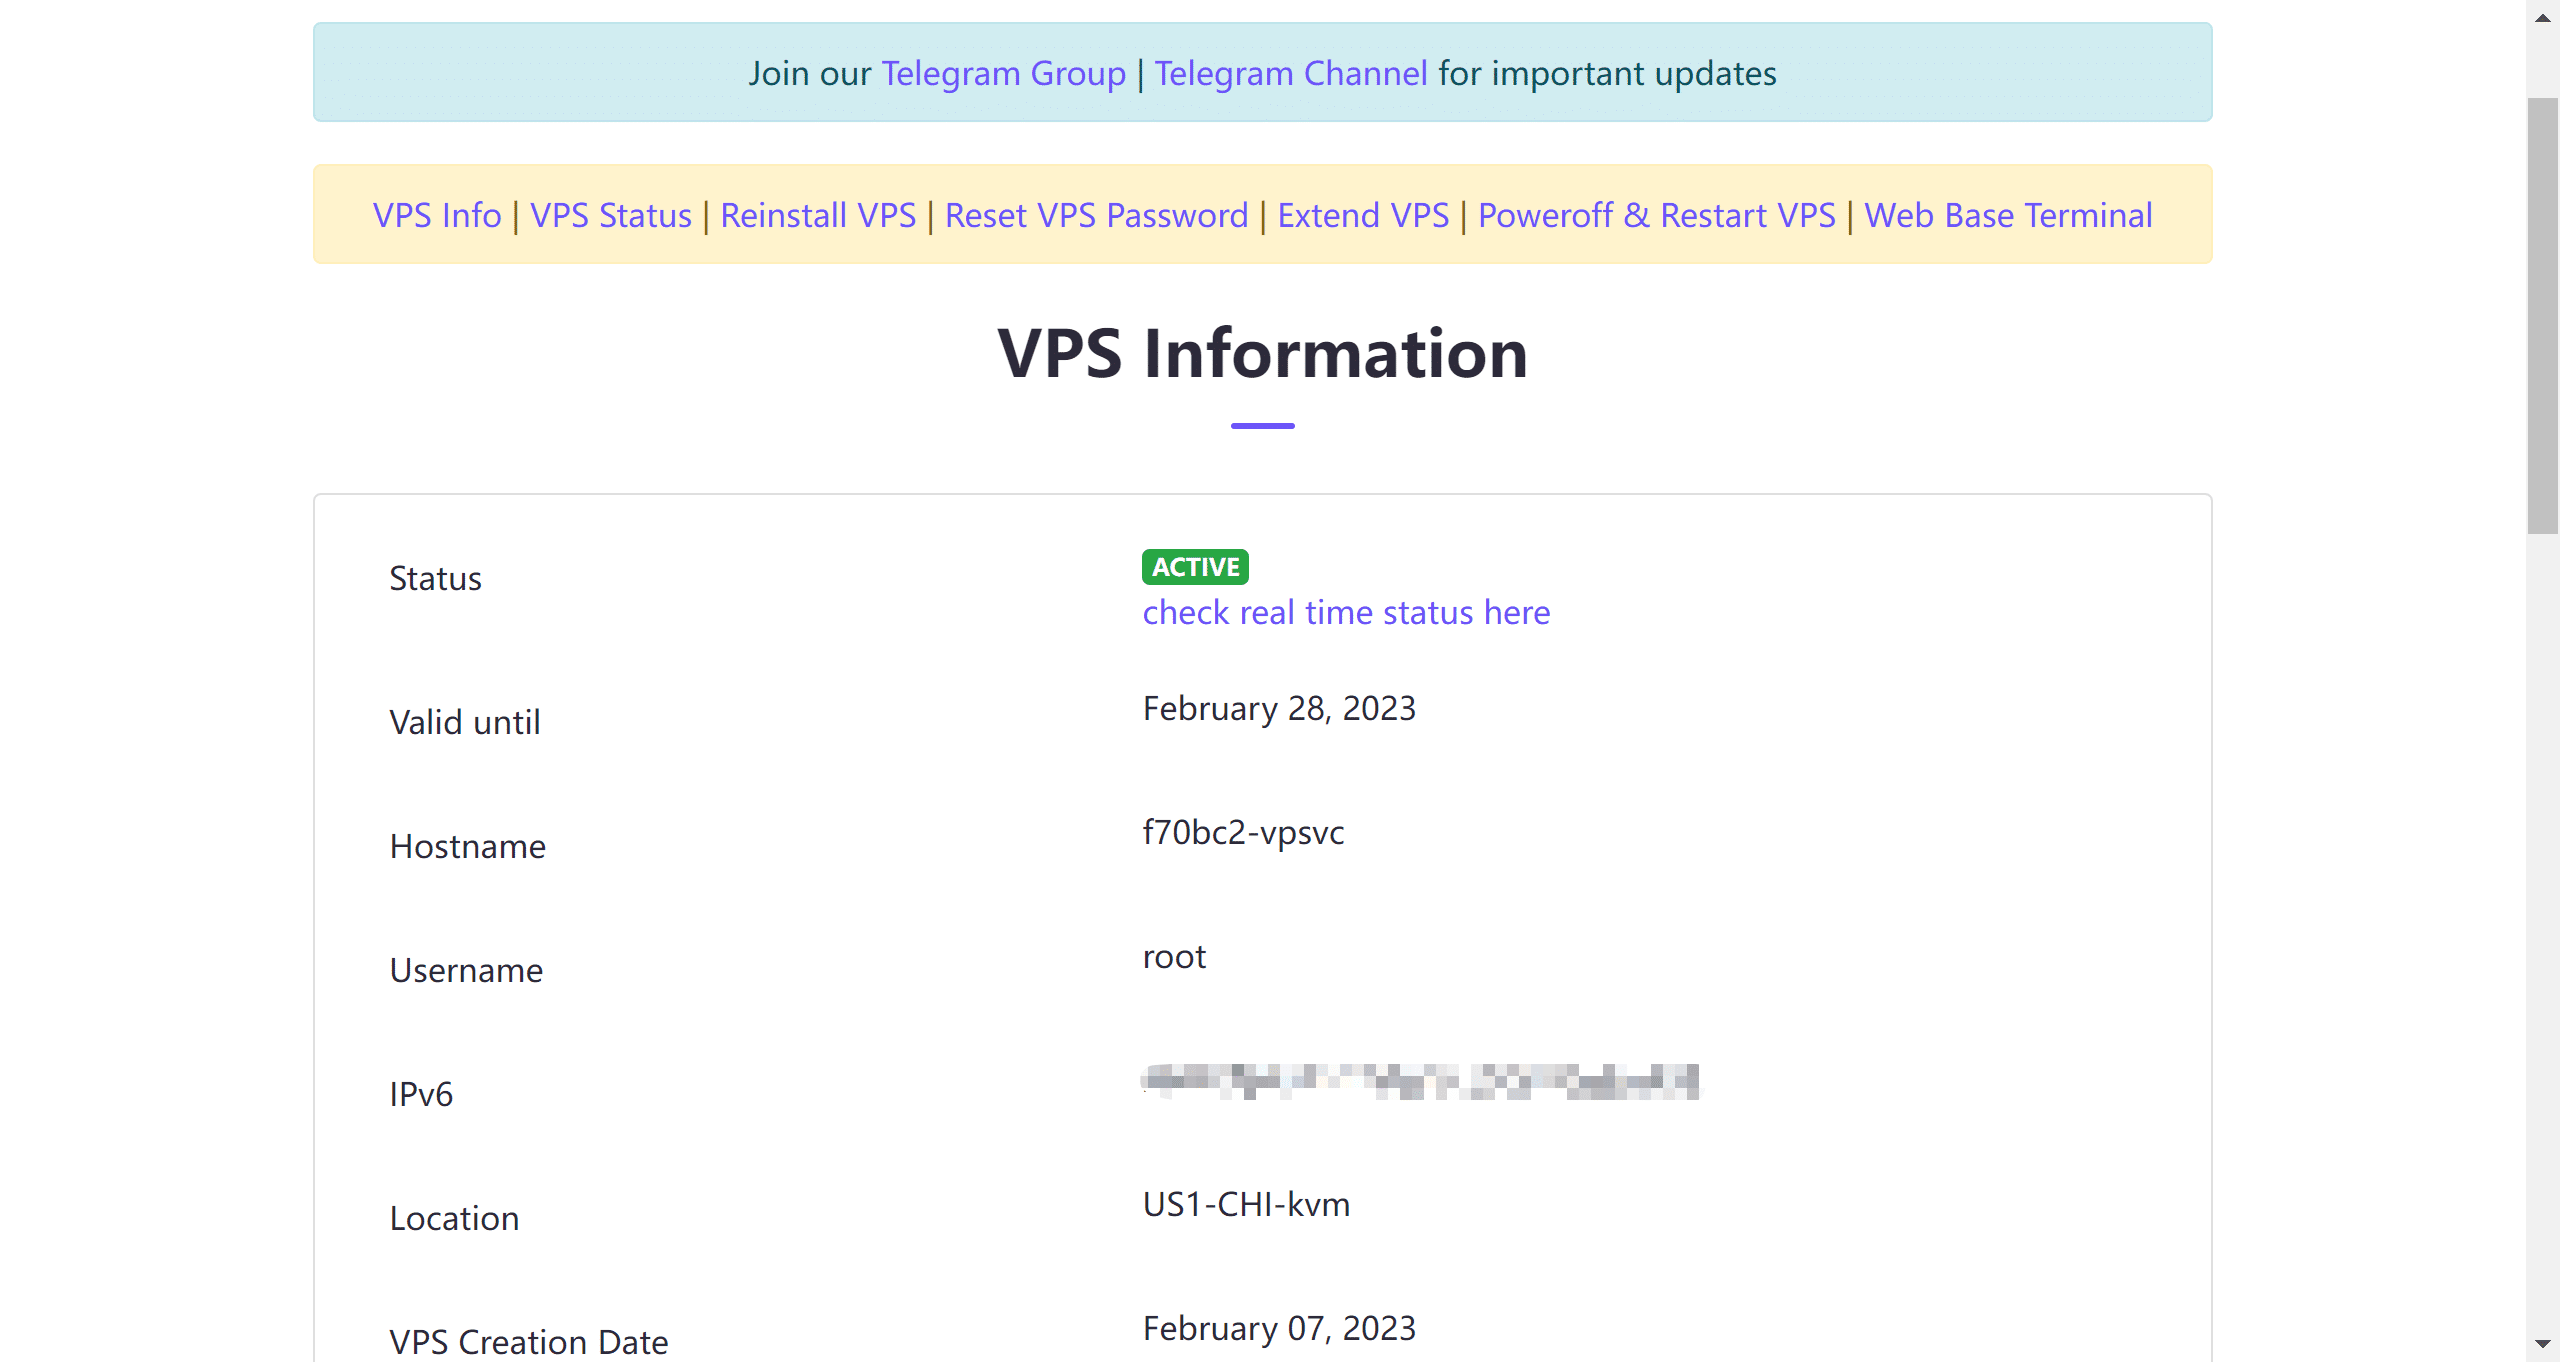 Join our Telegram Group | Telegram Channel for important updates
VPS Info | VPS Status | Reinstall VPS | Reset VPS Password | Extend VPS | Poweroff & Restart VPS | Web Base Terminal
VPS Information
Status
ACTIVE
check real time status here
Valid until
February 28, 2023
Hostname
f70bc2-vpsvc
Username
root
IPv6
Location
US1-CHI-kvm
VPS Creation Date
February 07, 2023